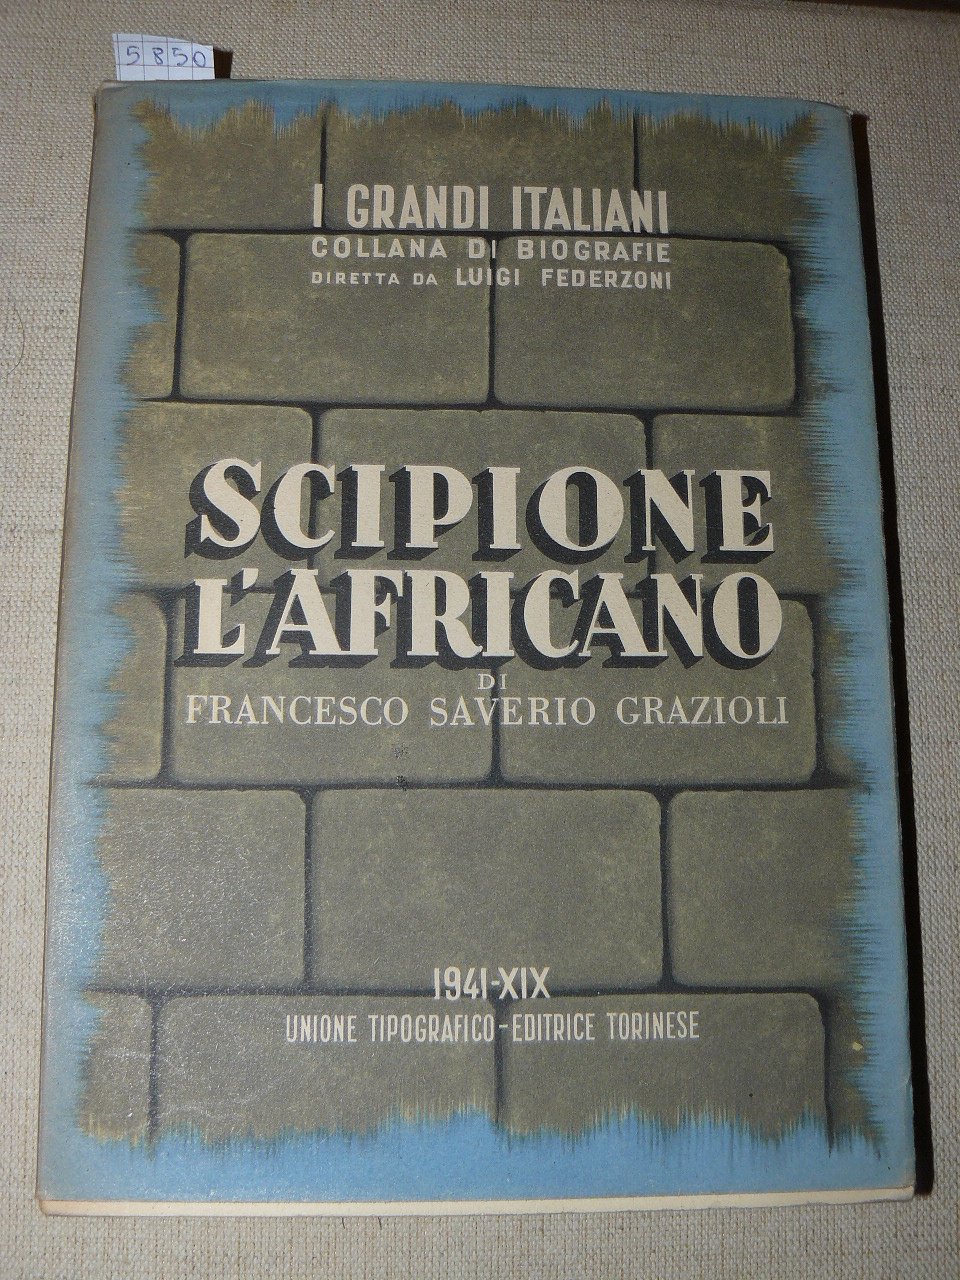 5850
I GRANDI ITALIANI
COLLANA DI BIOGRAFIE
DIRETTA DA LUIGI FEDERZONI
SCIPIONE
L'AFRICANO
DI
FRANCESCO SAVERIO GRAZIOLI
1941-XIX
UNIONE TIPOGRAFICO-EDITRICE TORINESE